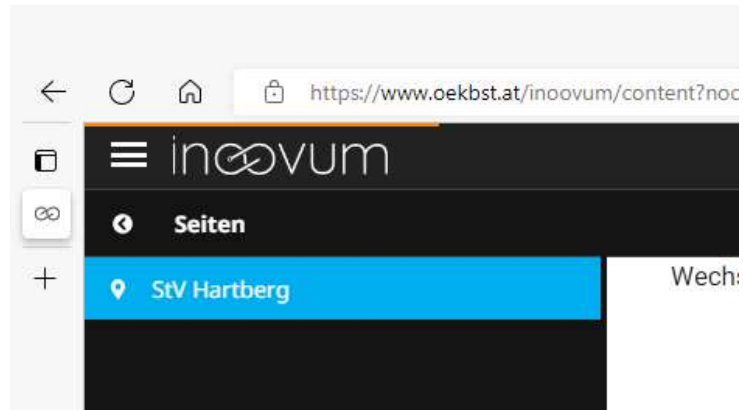 https://www.oekbst.at/inoovum/content?noc
inoovum
Seiten
StV Hartberg
Wechs